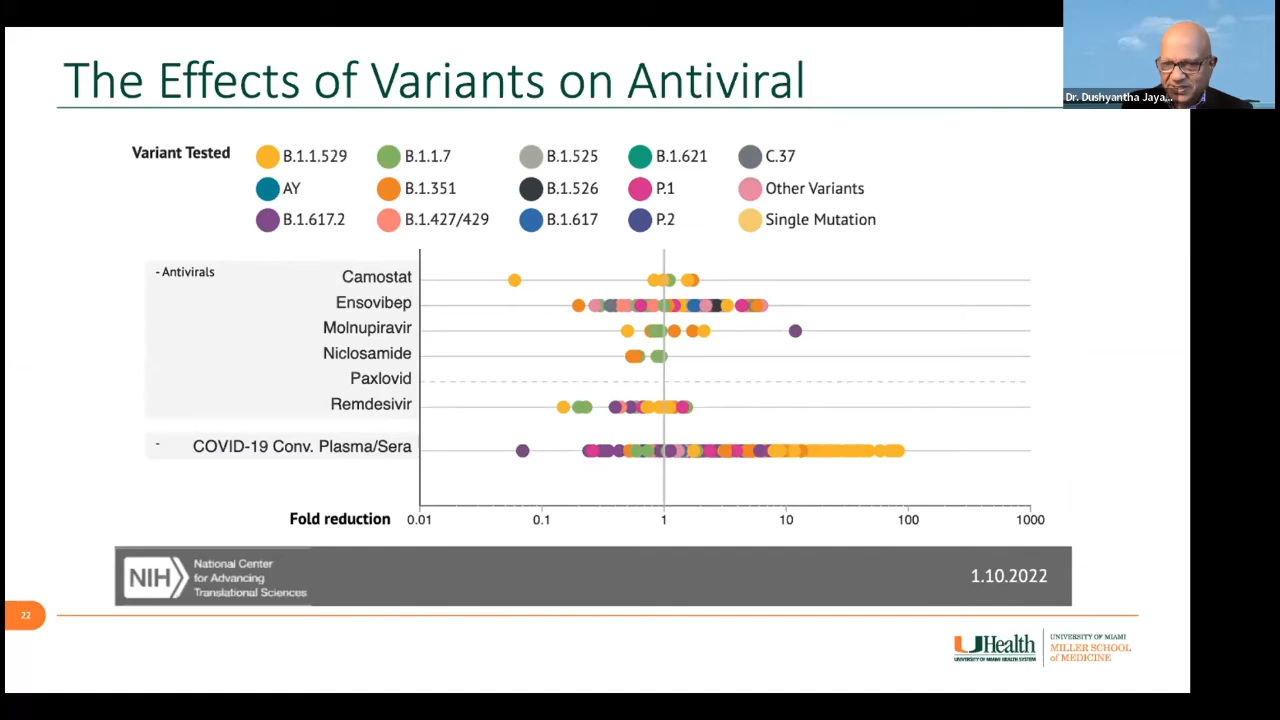 The Effects of Variants on Antiviral
Dr. Dushyantha Jaya...
Variant Tested
B.1.1.529
B.1.1.7
B.1.525
B.1.621
C.37
AY
B.1.351
B.1.526
P.1
Other Variants
B.1.617.2
B.1.427/429
B.1.617
P.2
Single Mutation
- Antivirals
Camostat
Ensovibep
Molnupiravir
Niclosamide
Paxlovid
Remdesivir
- COVID-19 Conv. Plasma/Sera
Fold reduction
0.01 0.1 1 10 100 1000
NIH
National Center
for Advancing
Translational Sciences
1.10.2022
22
UHealth
UNIVERSITY OF MIAMI HEALTH SYSTEM
UNIVERSITY OF MIAMI
MILLER SCHOOL
of MEDICINE